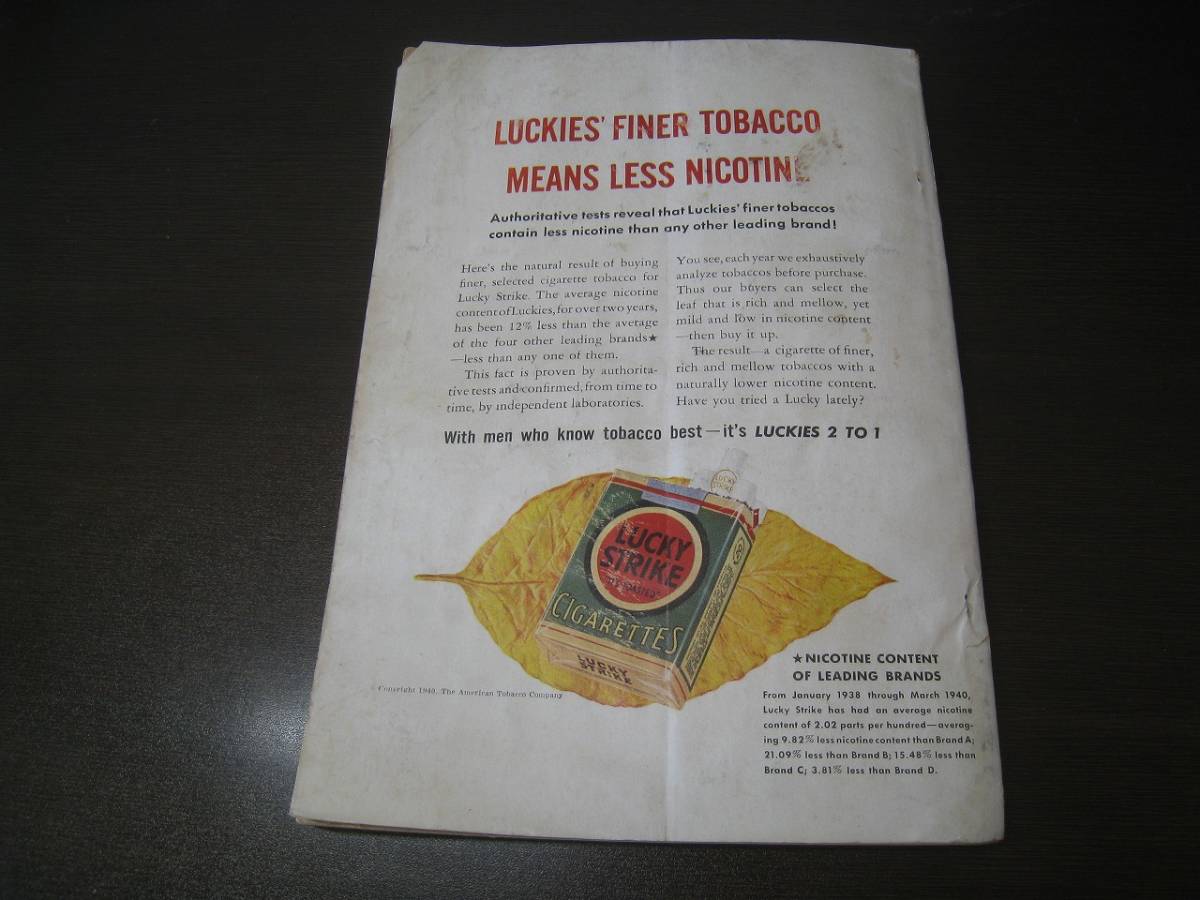 LUCKIES' FINER TOBACCO
MEANS LESS NICOTINE
Authoritative tests reveal that Luckies' finer tobaccos
contain less nicotine than any other leading brand!
Here's the natural result of buying
finer, selected cigarette tobacco for
Lucky Strike. The average nicotine
content of Luckies, for over two years,
has been 12% less than the average
of the four other leading brands★
—less than any one of them.
This fact is proven by authorita-
tive tests and confirmed, from time to
time, by independent laboratories.
You see, each year we exhaustively
analyze tobaccos before purchase.
Thus our buyers can select the
leaf that is rich and mellow, yet
mild and low in nicotine content
—then buy it up.
The result—a cigarette of finer,
rich and mellow tobaccos with a
naturally lower nicotine content.
Have you tried a Lucky lately?
With men who know tobacco best—it's LUCKIES 2 TO 1
LUCKY
STRIKE
LUCKY
STRIKE
"IT'S TOASTED"
CIGARETTES
LUCKY
STRIKE
Copyright 1940, The American Tobacco Company
★NICOTINE CONTENT
OF LEADING BRANDS
From January 1938 through March 1940,
Lucky Strike has had an average nicotine
content of 2.02 parts per hundred—averag-
ing 9.82% less nicotine content than Brand A;
21.09% less than Brand B; 15.48% less than
Brand C; 3.81% less than Brand D.